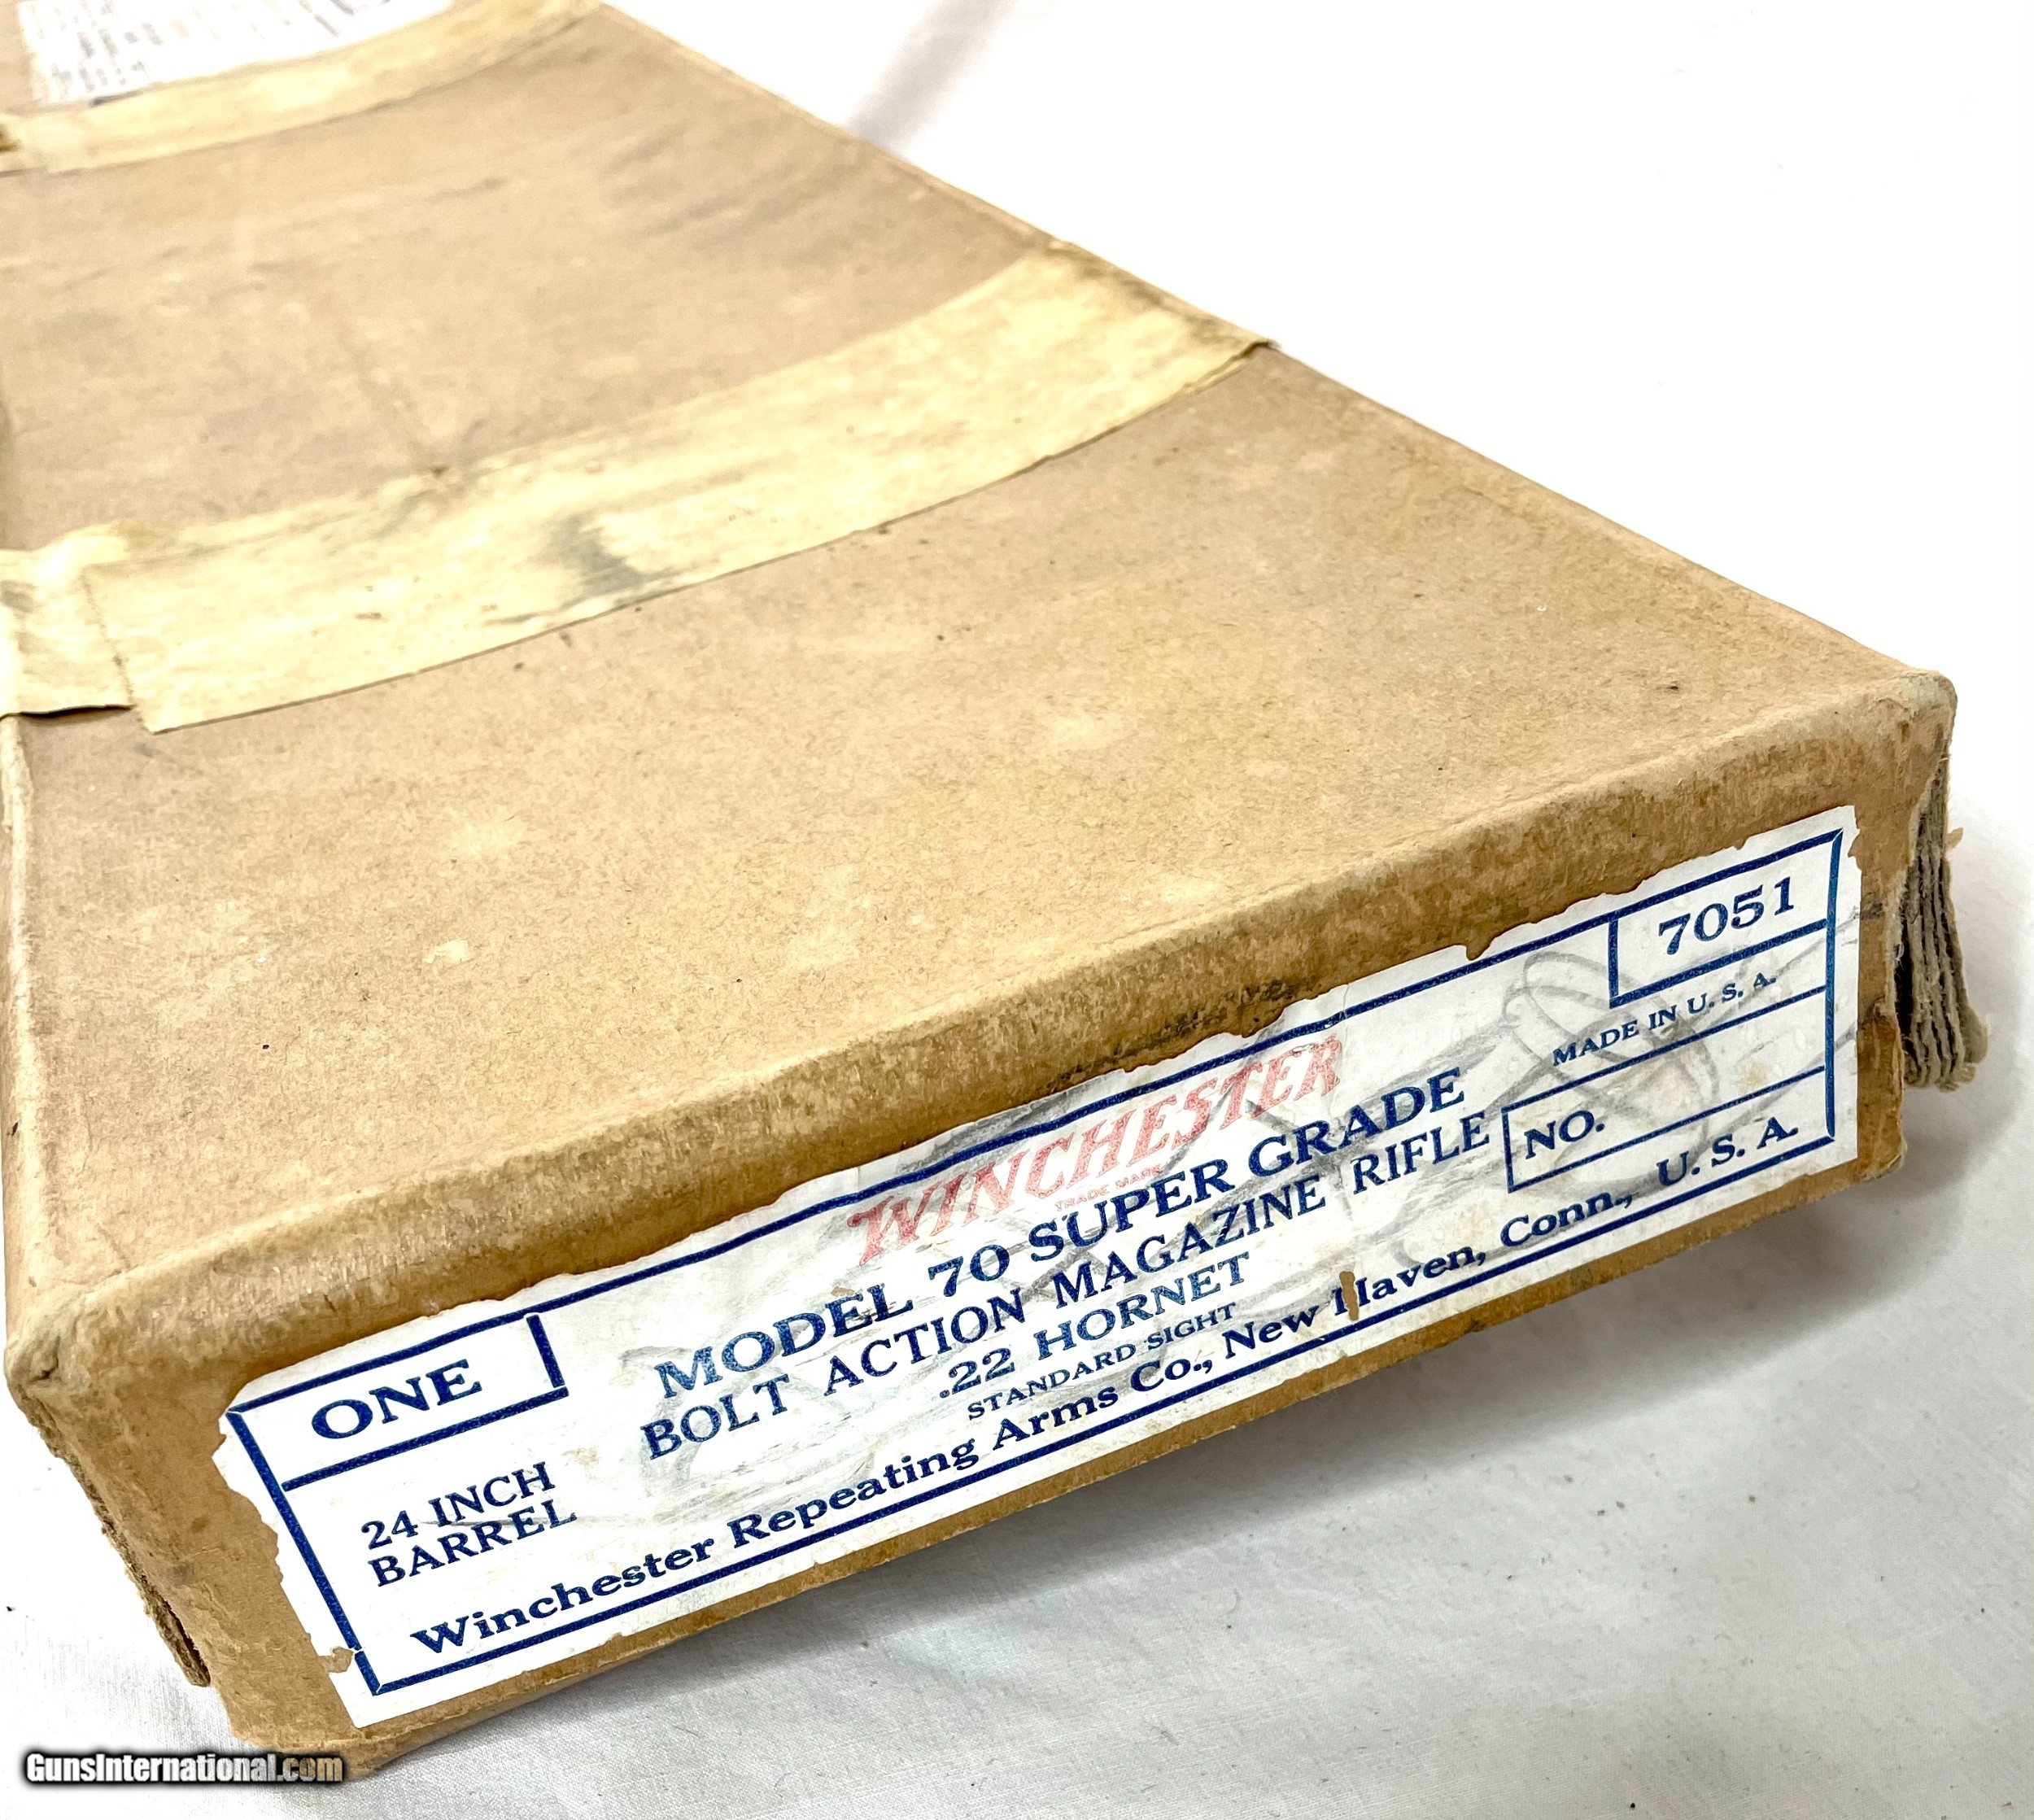 7051
MADE IN U. S. A.
NO.
WINCHESTER
TRADE MARK
MODEL 70 SUPER GRADE
BOLT ACTION MAGAZINE RIFLE
.22 HORNET
STANDARD SIGHT
ONE
24 INCH
BARREL
Winchester Repeating Arms Co., New Haven, Conn., U. S. A.
GunsInternational.com